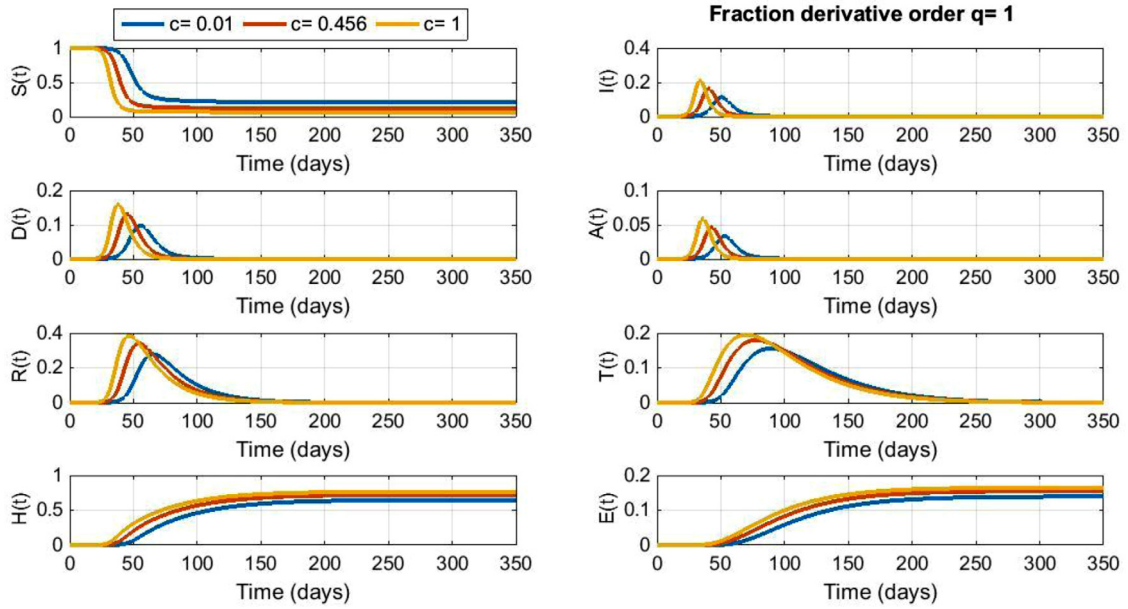 c= 0.01 c= 0.456 c= 1
Fraction derivative order q= 1
S(t)
1
0.5
0
0 50 100 150 200 250 300 350
Time (days)
I(t)
0.4
0.2
0
0 50 100 150 200 250 300 350
Time (days)
D(t)
0.2
0.1
0
0 50 100 150 200 250 300 350
Time (days)
A(t)
0.1
0.05
0
0 50 100 150 200 250 300 350
Time (days)
R(t)
0.4
0.2
0
0 50 100 150 200 250 300 350
Time (days)
T(t)
0.2
0.1
0
0 50 100 150 200 250 300 350
Time (days)
H(t)
1
0.5
0
0 50 100 150 200 250 300 350
Time (days)
E(t)
0.2
0.1
0
0 50 100 150 200 250 300 350
Time (days)